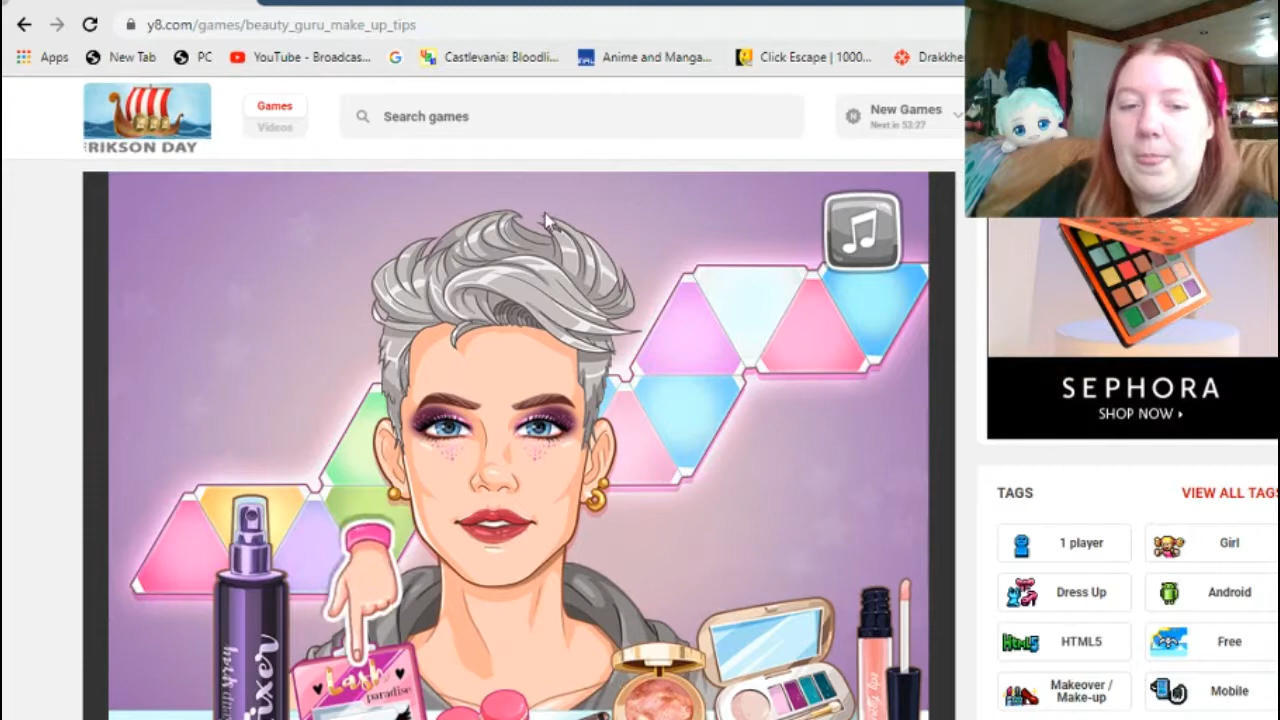 y8.com/games/beauty_guru_make_up_tips
Apps New Tab PC YouTube - Broadcas... Castlevania: Bloodli... Anime and Manga... Click Escape | 1000... Drakkhe
RIKSON DAY
Games
Videos
Search games
New Games
Next in 53:27
SEPHORA
SHOP NOW
TAGS
VIEW ALL TAGS
1 player
Girl
Dress Up
Android
HTML5
HTML5
Free
Makeover /
Make-up
Mobile
Lash
paradise